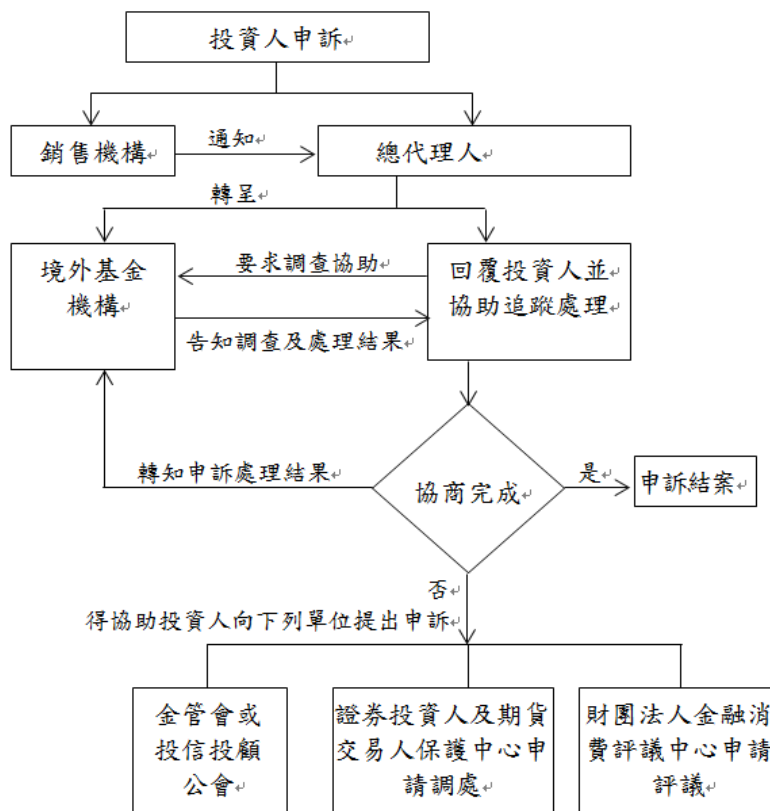 投資人申訴
銷售機構
通知
總代理人
轉呈
境外基金
機構
要求調查協助
回覆投資人並
協助追蹤處理
告知調查及處理結果
轉知申訴處理結果
協商完成
是
申訴結案
否
得協助投資人向下列單位提出申訴
金管會或
投信投顧
公會
證券投資人及期貨
交易人保護中心申
請調處
財團法人金融消
費評議中心申請
評議